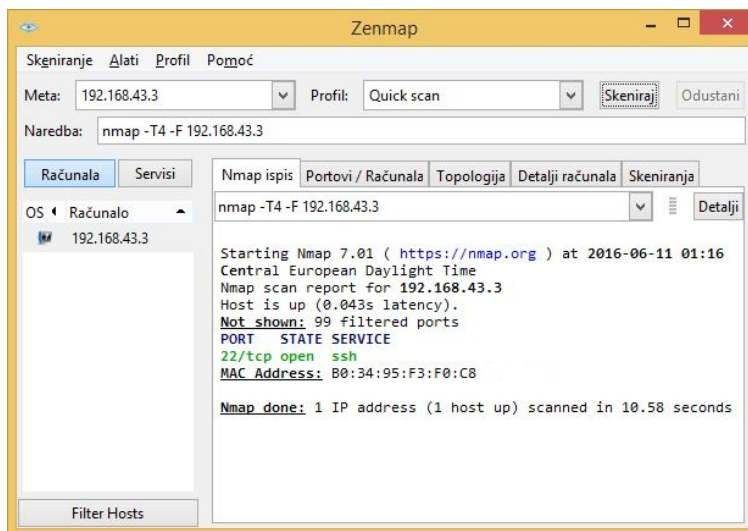 Zenmap
Skeniranje Alati Profil Pomoć
Meta: 192.168.43.3 Profil: Quick scan Skeniraj Odustani
Naredba: nmap -T4 -F 192.168.43.3
Računala Servisi
OS Računalo
192.168.43.3
Filter Hosts
Nmap ispis Portovi / Računala Topologija Detalji računala Skeniranja
nmap -T4 -F 192.168.43.3 Detalji
Starting Nmap 7.01 ( https://nmap.org ) at 2016-06-11 01:16
Central European Daylight Time
Nmap scan report for 192.168.43.3
Host is up (0.043s latency).
Not shown: 99 filtered ports
PORT STATE SERVICE
22/tcp open ssh
MAC Address: B0:34:95:F3:F0:C8
Nmap done: 1 IP address (1 host up) scanned in 10.58 seconds